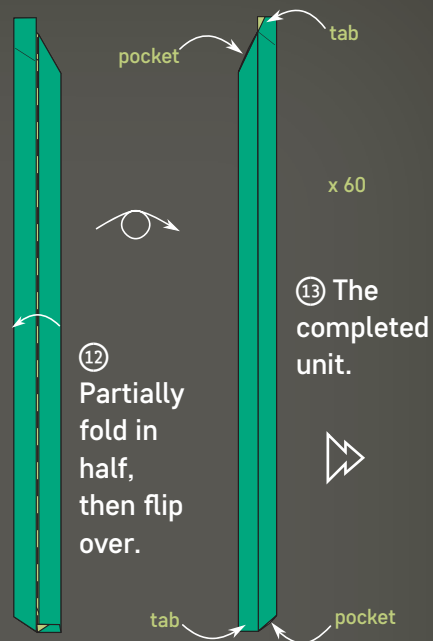 pocket
tab
x 60
⑫
Partially
fold in
half,
then flip
over.
⑬ The
completed
unit.
tab
pocket